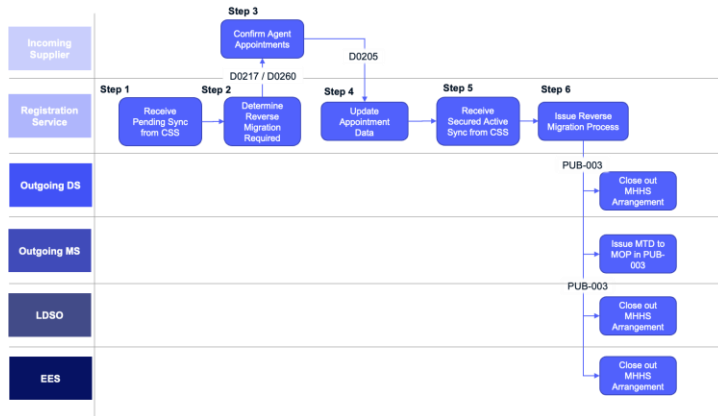 Step 3
Incoming
Supplier
Confirm Agent
Appointments
D0205
D0217 / D0260
Step 1
Step 2
Step 4
Step 5
Step 6
Registration
Service
Receive
Pending Sync
from CSS
Determine
Reverse
Migration
Required
Update
Appointment
Data
Receive
Secured Active
Sync from CSS
Issue Reverse
Migration Process
PUB-003
Outgoing DS
Close out
MHHS
Arrangement
Outgoing MS
Issue MTD to
MOP in PUB-
003
PUB-003
LDSO
Close out
MHHS
Arrangement
EES
Close out
MHHS
Arrangement